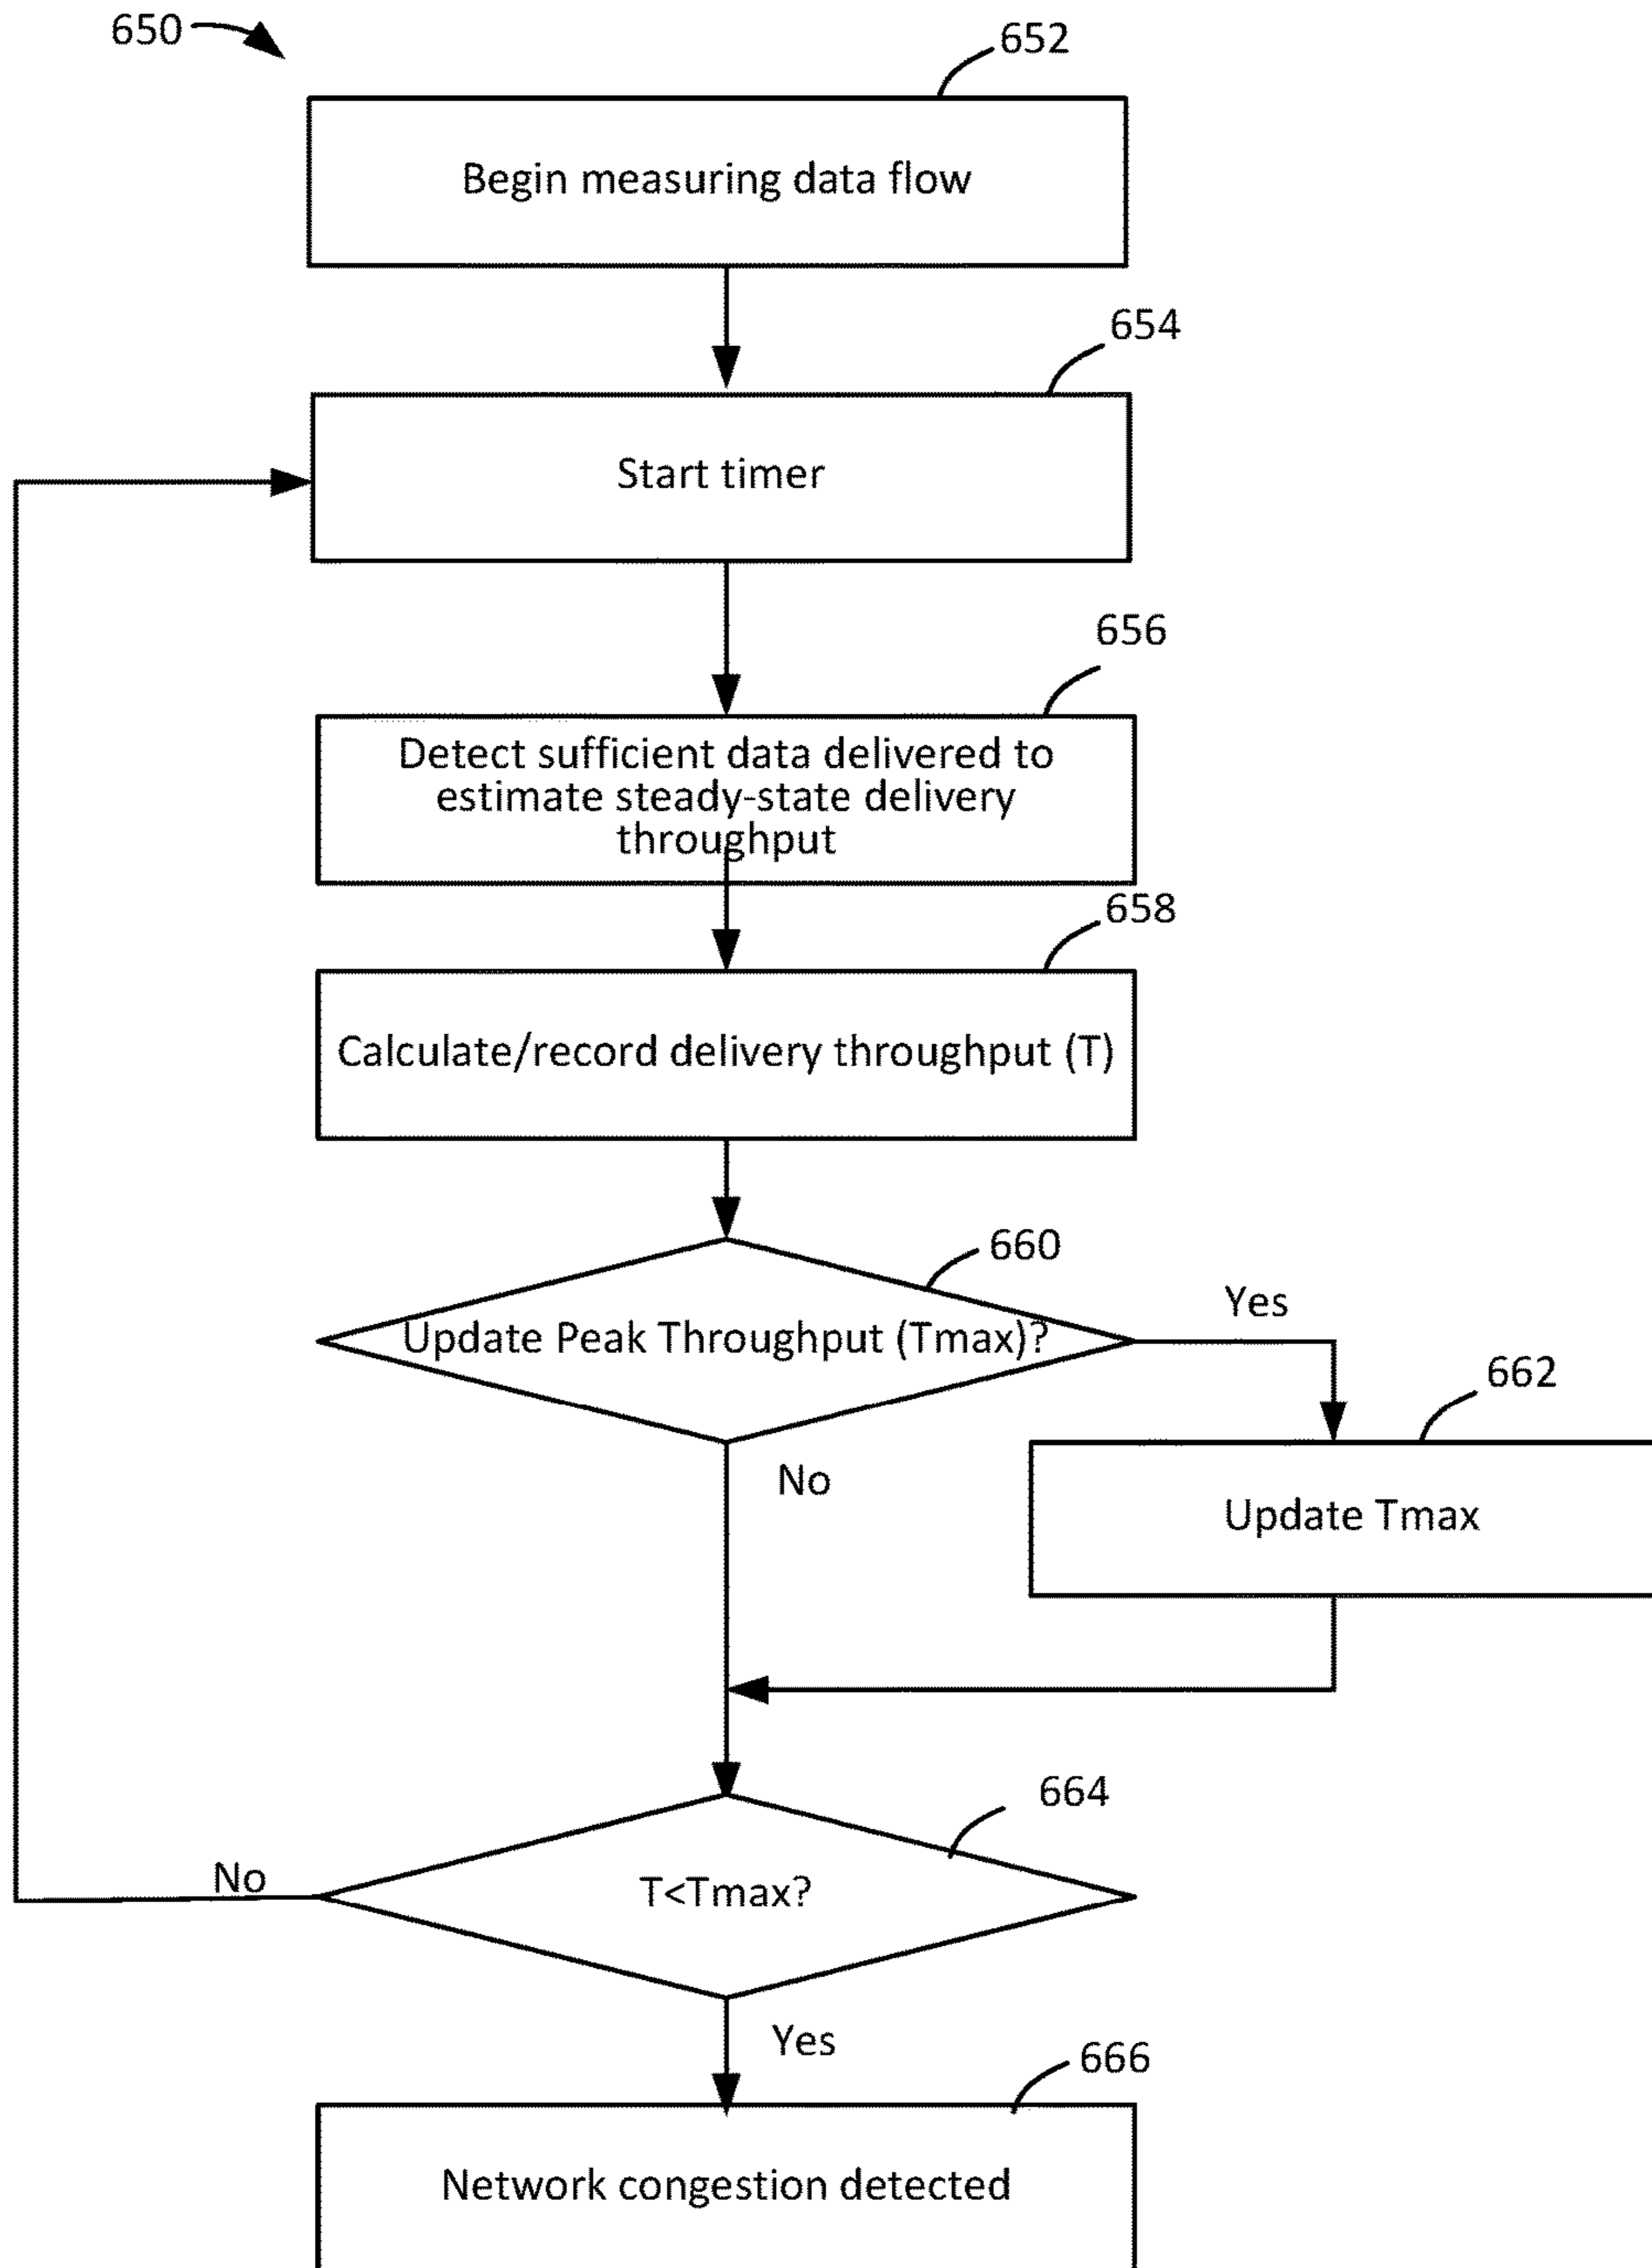 650
652
Begin measuring data flow
654
Start timer
656
Detect sufficient data delivered to
estimate steady-state delivery
throughput
658
Calculate/record delivery throughput (T)
660
Update Peak Throughput (Tmax)?
Yes
662
No
Update Tmax
664
No
T<Tmax?
Yes
666
Network congestion detected